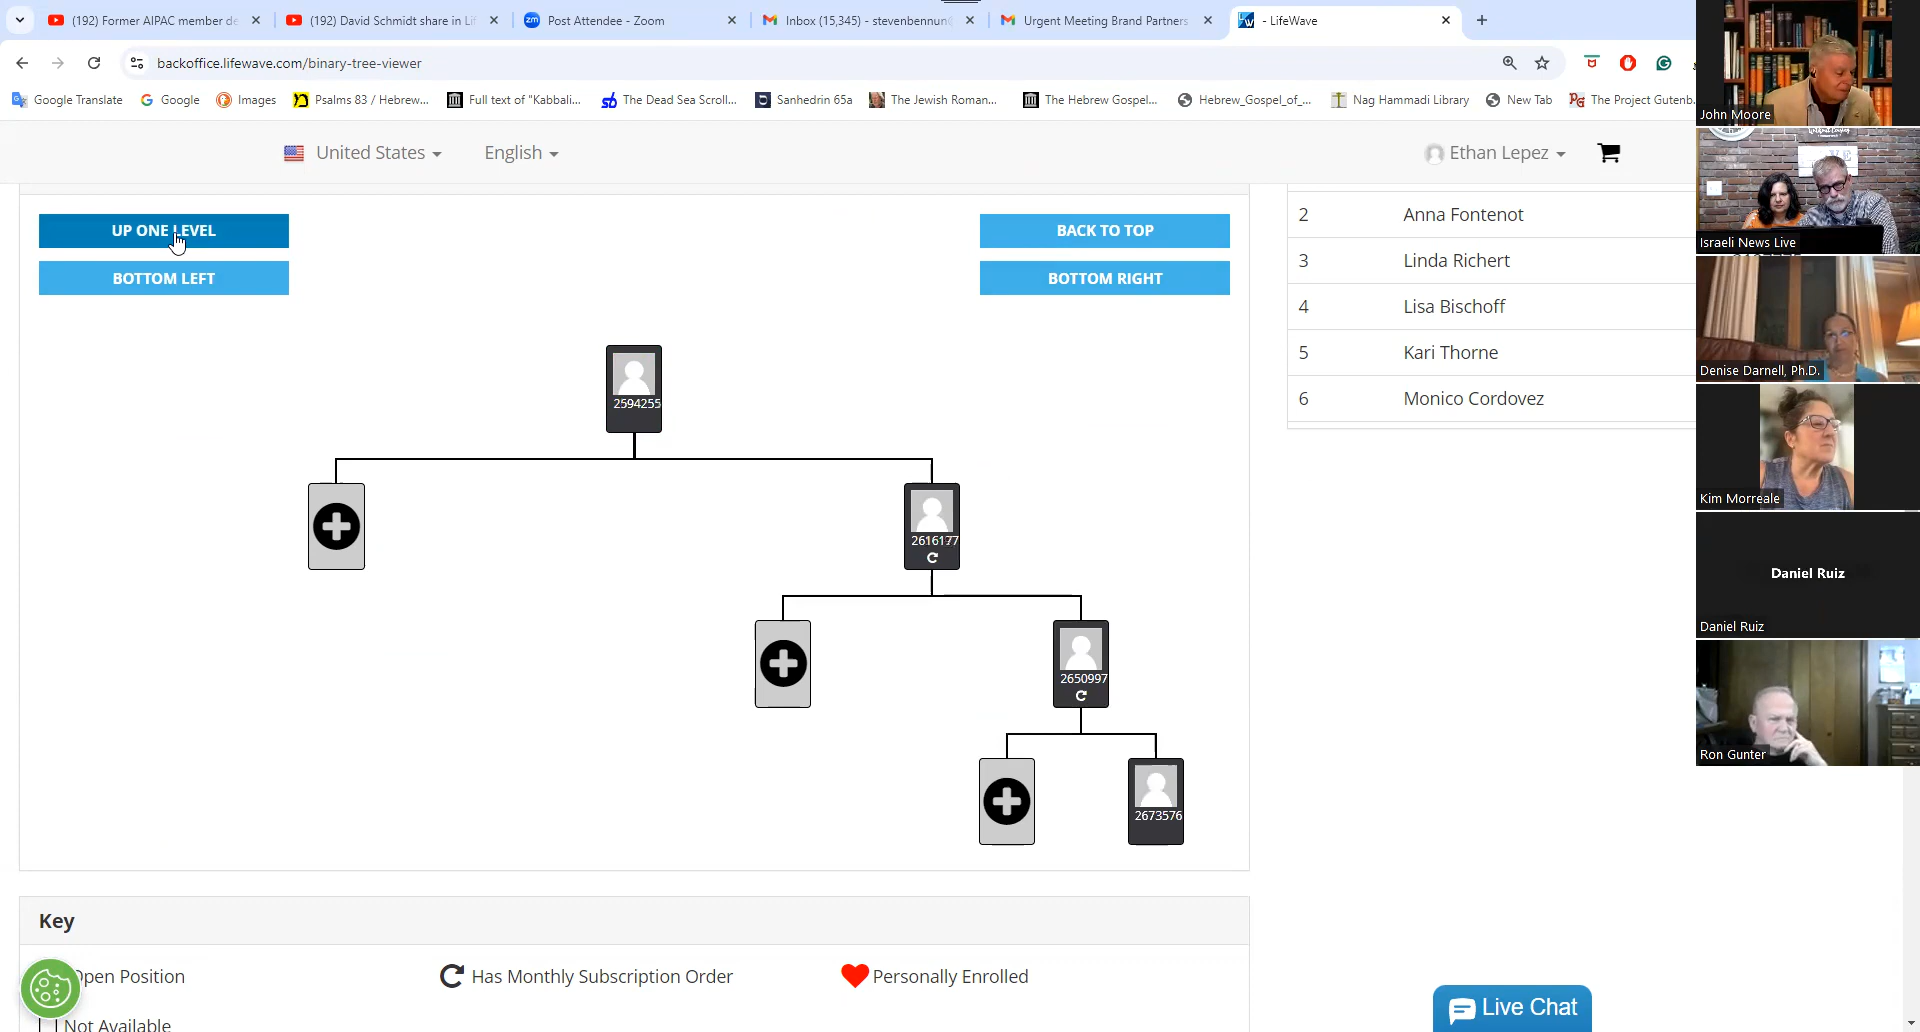 (192) Former AIPAC member de
(192) David Schmidt share in Li
zm Post Attendee - Zoom
Inbox (15,345) - stevenbennun
Urgent Meeting Brand Partners
- LifeWave
backoffice.lifewave.com/binary-tree-viewer
Google Translate
Google
Images
Psalms 83 / Hebrew...
Full text of "Kabbali...
The Dead Sea Scroll...
Sanhedrin 65a
The Jewish Roman...
The Hebrew Gospel...
Hebrew_Gospel_of_...
Nag Hammadi Library
New Tab
The Project Gutenb
United States
English
Ethan Lepez
UP ONE LEVEL
BACK TO TOP
BOTTOM LEFT
BOTTOM RIGHT
2594255
2616177
2650997
2673576
2 Anna Fontenot
3 Linda Richert
4 Lisa Bischoff
5 Kari Thorne
6 Monico Cordovez
Key
Open Position
Has Monthly Subscription Order
Personally Enrolled
Not Available
Live Chat
John Moore
Israeli News Live
Denise Darnell, Ph.D.
Kim Morreale
Daniel Ruiz
Daniel Ruiz
Ron Gunter